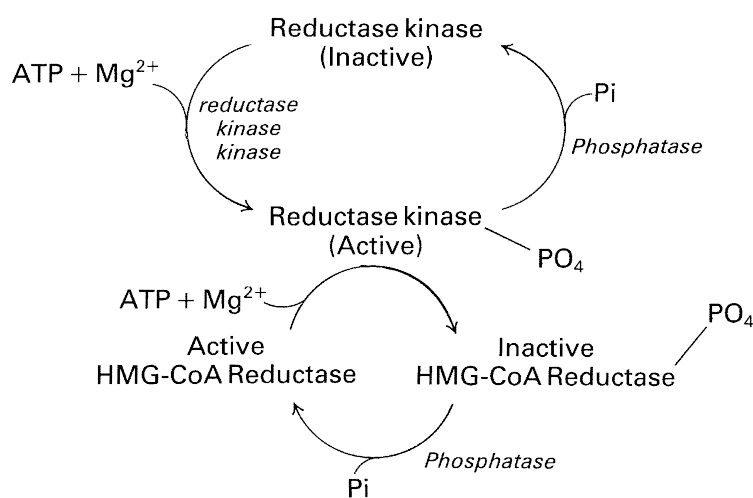 Reductase kinase
(Inactive)
ATP + Mg²⁺
reductase
kinase
kinase
Pi
Phosphatase
Reductase kinase
(Active)
PO₄
ATP + Mg²⁺
PO₄
Active
HMG-CoA Reductase
Inactive
HMG-CoA Reductase
Phosphatase
Pi